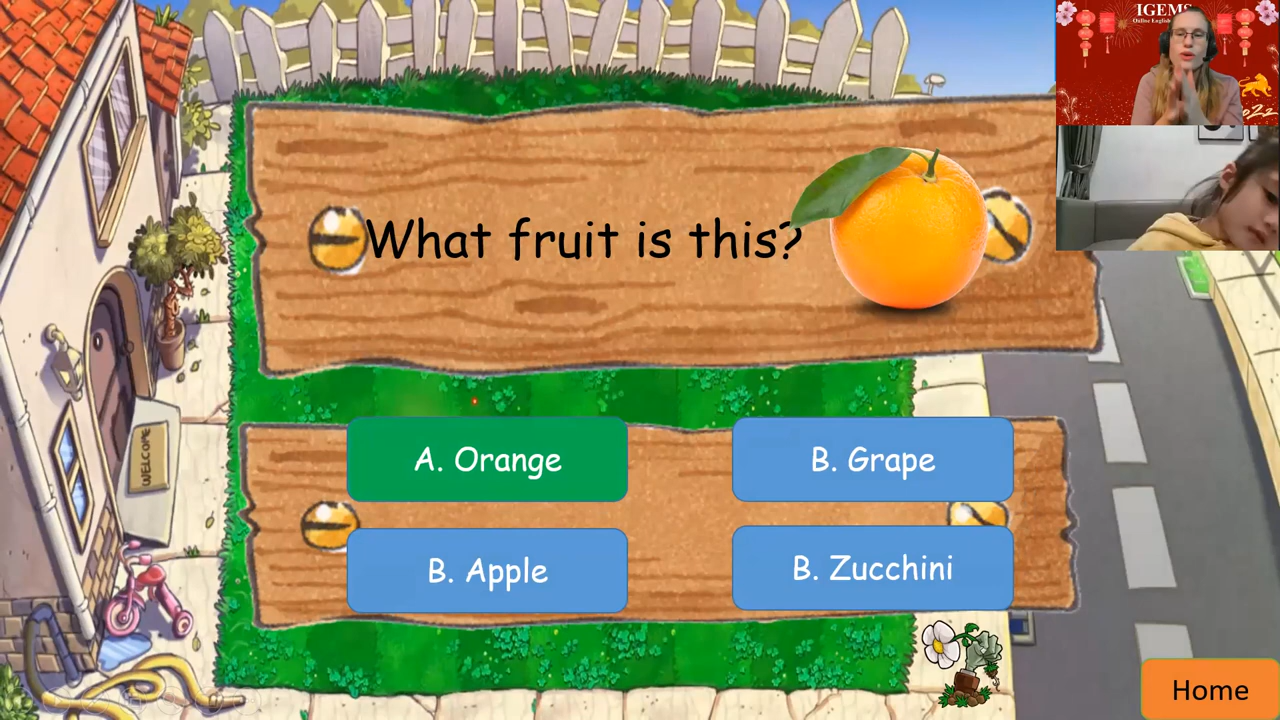 IGEMS
What fruit is this?
A. Orange
B. Grape
B. Apple
B. Zucchini
WELCOME
Home